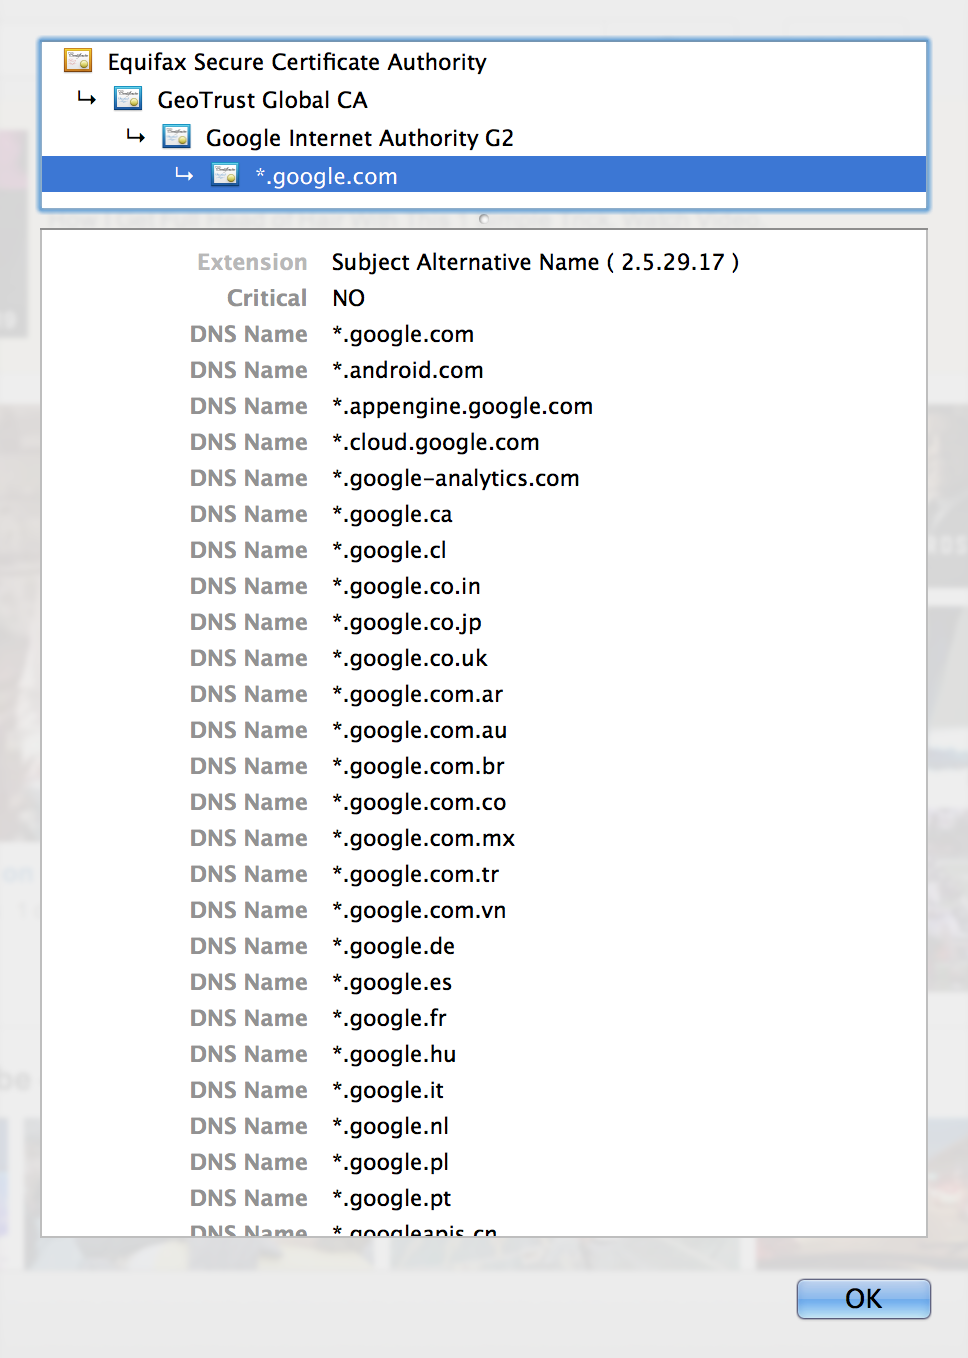 Equifax Secure Certificate Authority
GeoTrust Global CA
Google Internet Authority G2
*.google.com
Extension Subject Alternative Name ( 2.5.29.17 )
Critical NO
DNS Name *.google.com
DNS Name *.android.com
DNS Name *.appengine.google.com
DNS Name *.cloud.google.com
DNS Name *.google-analytics.com
DNS Name *.google.ca
DNS Name *.google.cl
DNS Name *.google.co.in
DNS Name *.google.co.jp
DNS Name *.google.co.uk
DNS Name *.google.com.ar
DNS Name *.google.com.au
DNS Name *.google.com.br
DNS Name *.google.com.co
DNS Name *.google.com.mx
DNS Name *.google.com.tr
DNS Name *.google.com.vn
DNS Name *.google.de
DNS Name *.google.es
DNS Name *.google.fr
DNS Name *.google.hu
DNS Name *.google.it
DNS Name *.google.nl
DNS Name *.google.pl
DNS Name *.google.pt
DNS Name *.googleapis.cn
OK